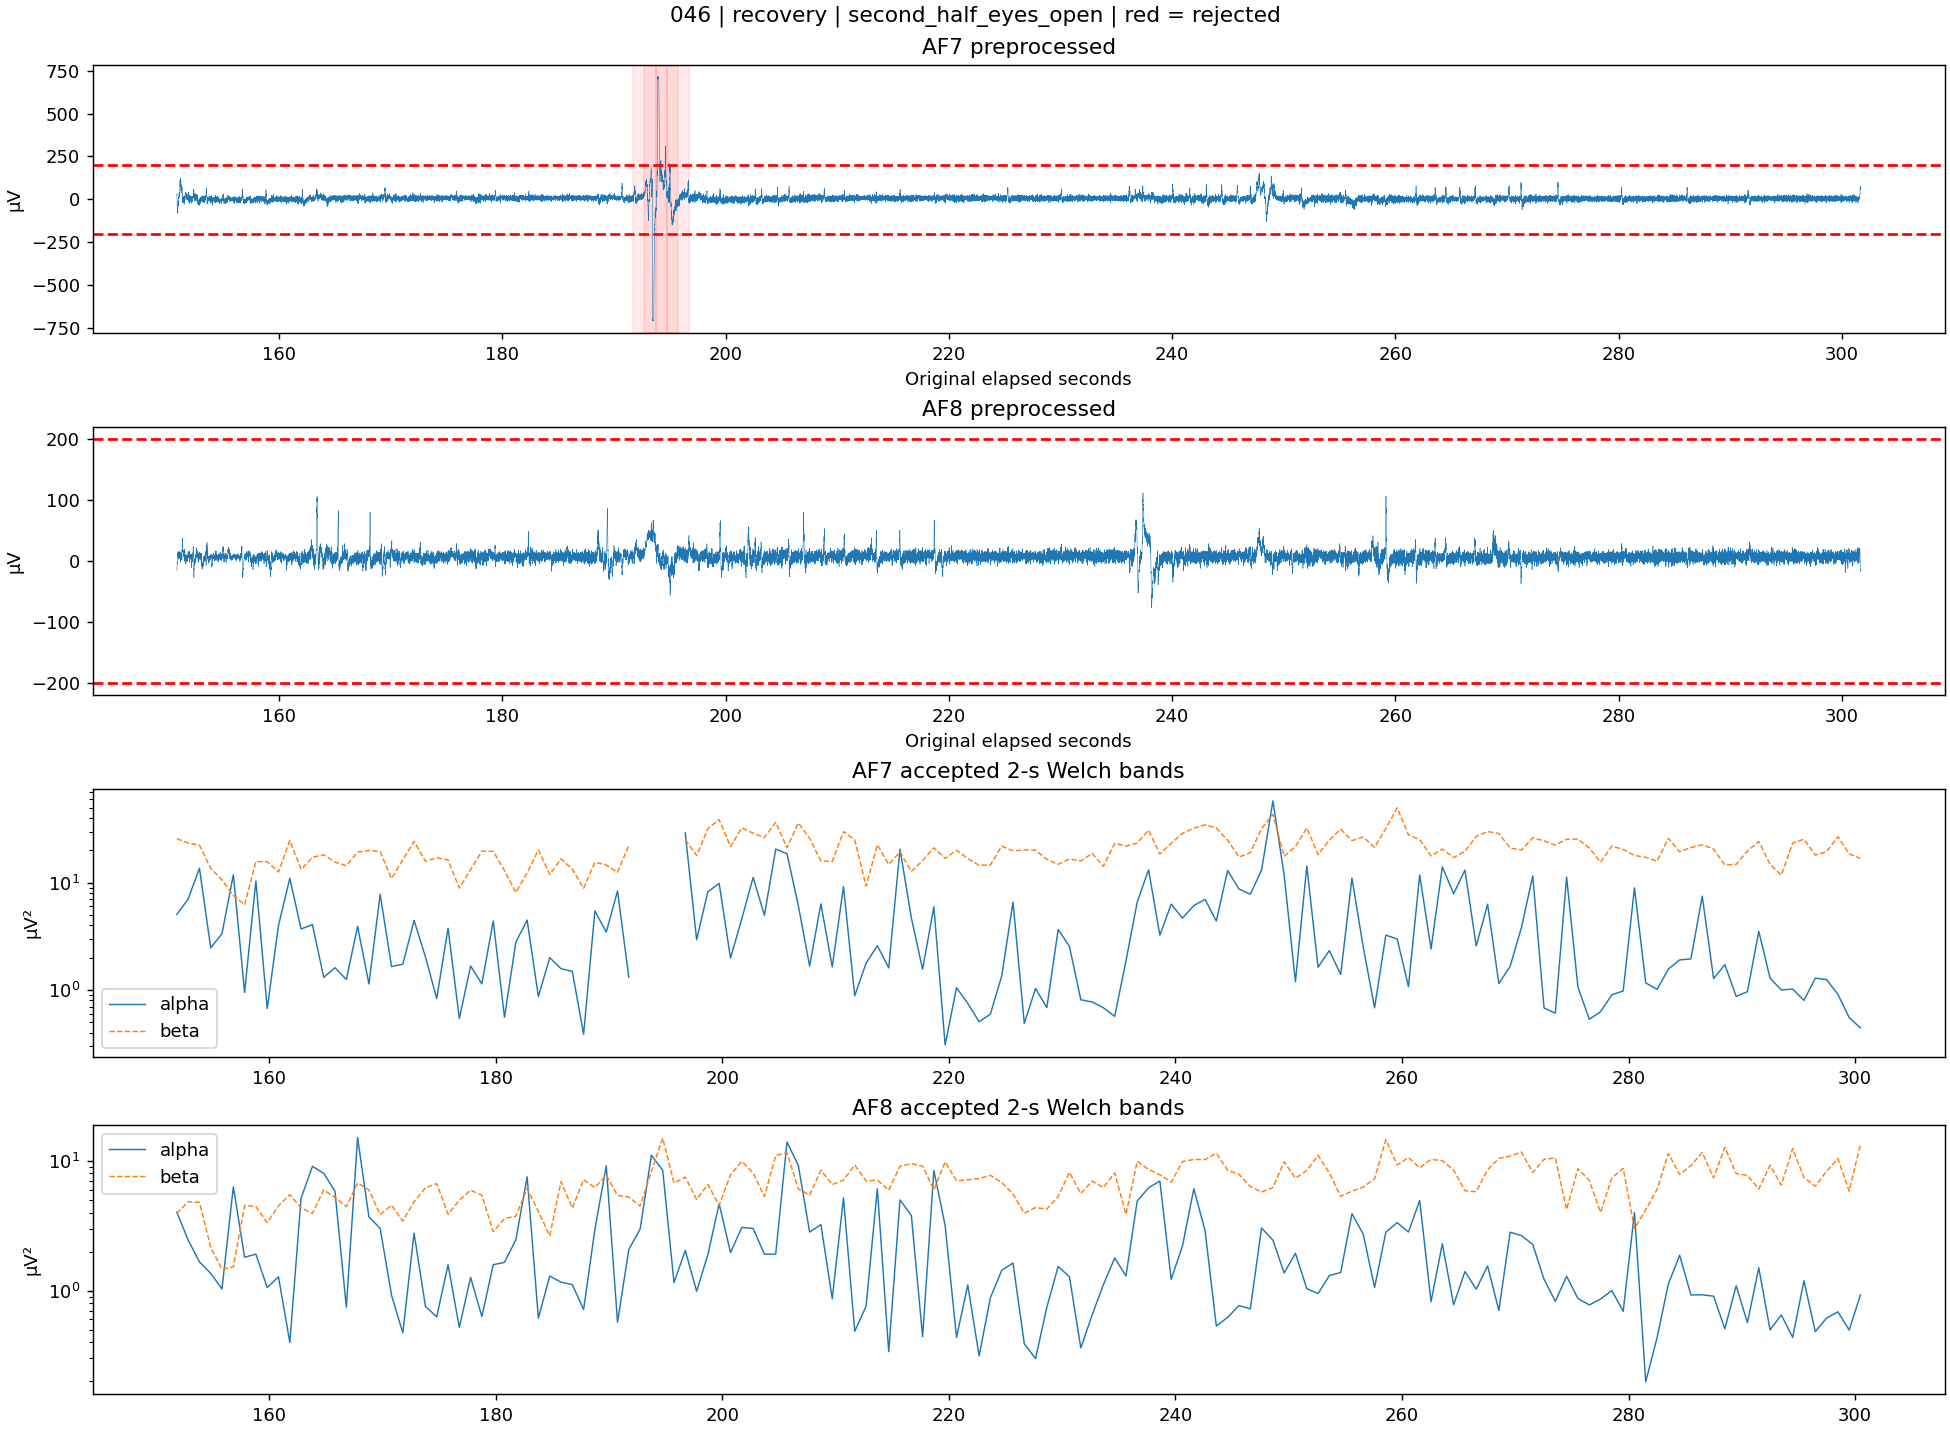 046 | recovery | second_half_eyes_open | red = rejected
AF7 preprocessed
750
500
250
0
−250
−500
−750
µV
160 180 200 220 240 260 280 300
Original elapsed seconds
AF8 preprocessed
200
100
0
−100
−200
µV
160 180 200 220 240 260 280 300
Original elapsed seconds
AF7 accepted 2-s Welch bands
10¹
10⁰
µV²
alpha
beta
160 180 200 220 240 260 280 300
AF8 accepted 2-s Welch bands
10¹
10⁰
µV²
alpha
beta
160 180 200 220 240 260 280 300